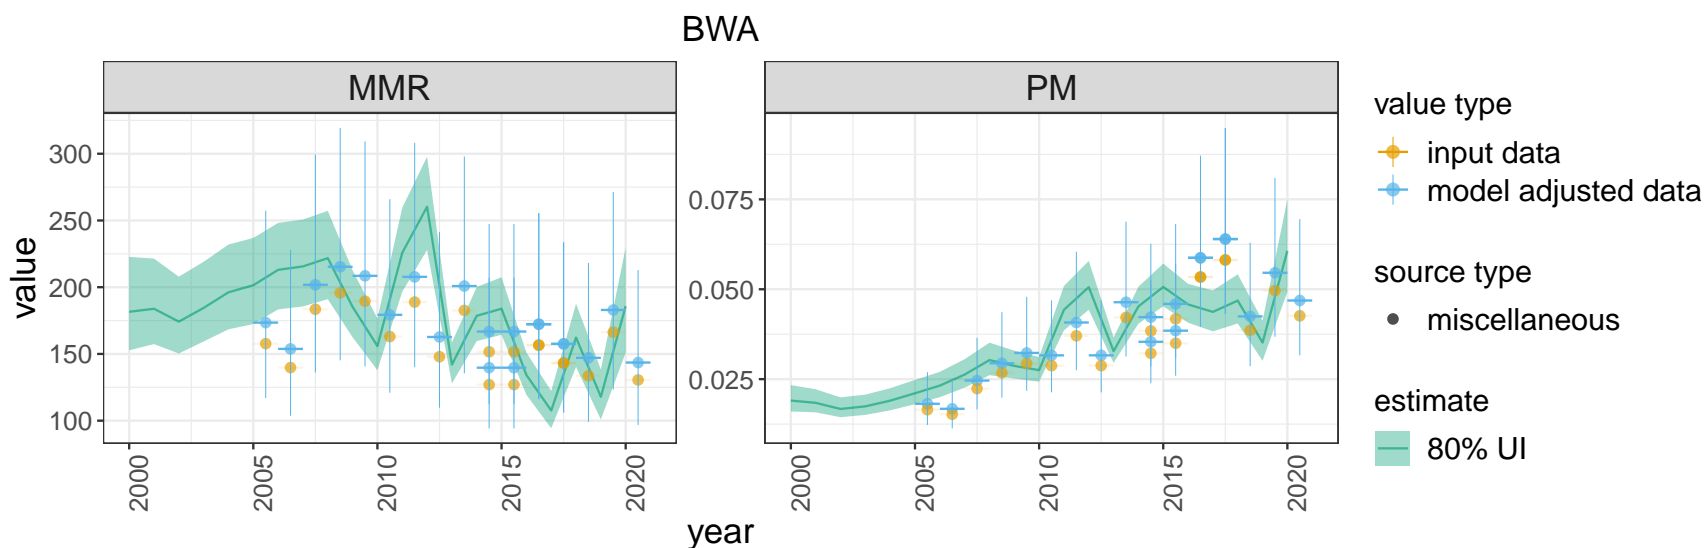 BWA
MMR
PM
value
300
250
200
150
100
2000
2005
2010
2015
2020
0.075
0.050
0.025
2000
2005
2010
2015
2020
year
value type
input data
model adjusted data
source type
miscellaneous
estimate
80% UI